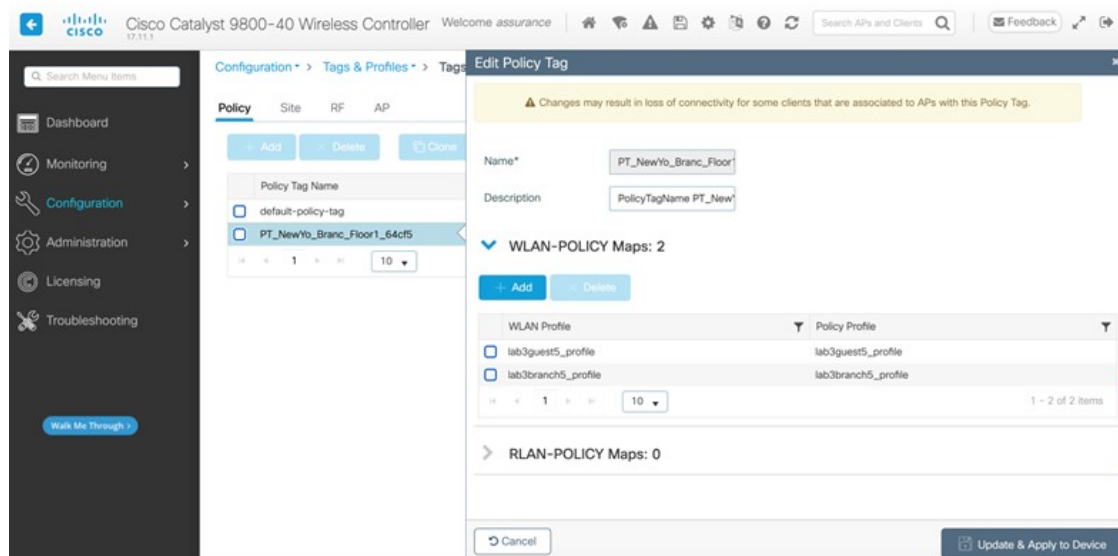 CISCO
Cisco Catalyst 9800-40 Wireless Controller
17.11.1
Welcome assurance
Search APs and Clients
Feedback
Search Menu Items
Dashboard
Monitoring
Configuration
Administration
Licensing
Troubleshooting
Walk Me Through >
Configuration > Tags & Profiles > Tags
Policy Site RF AP
+ Add × Delete Clone
Policy Tag Name
default-policy-tag
PT_NewYo_Branc_Floor1_64cf5
1 10
Edit Policy Tag
Changes may result in loss of connectivity for some clients that are associated to APs with this Policy Tag.
Name* PT_NewYo_Branc_Floor1
Description PolicyTagName PT_New
WLAN-POLICY Maps: 2
+ Add × Delete
WLAN Profile Policy Profile
lab3guest5_profile lab3guest5_profile
lab3branch5_profile lab3branch5_profile
1 10 1 - 2 of 2 items
RLAN-POLICY Maps: 0
Cancel Update & Apply to Device